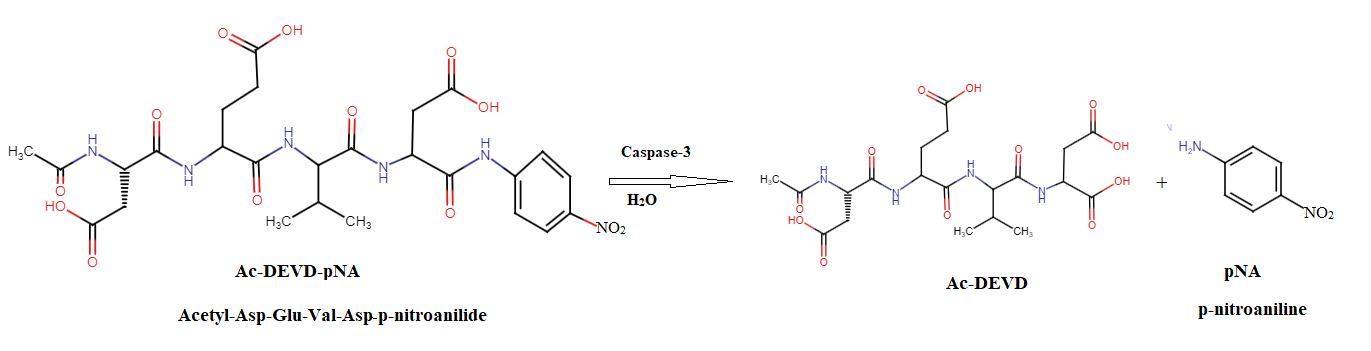 O OH
O OH
O O
H₃C H N O N H O H N O N H O H N O
HO O
H₃C CH₃
NO₂
Ac-DEVD-pNA
Acetyl-Asp-Glu-Val-Asp-p-nitroanilide
Caspase-3
H₂O
O OH
O OH
O O OH
H₃C H N O N H O H N O N H O
HO O
H₃C CH₃
Ac-DEVD
+
H₂N
NO₂
pNA
p-nitroaniline